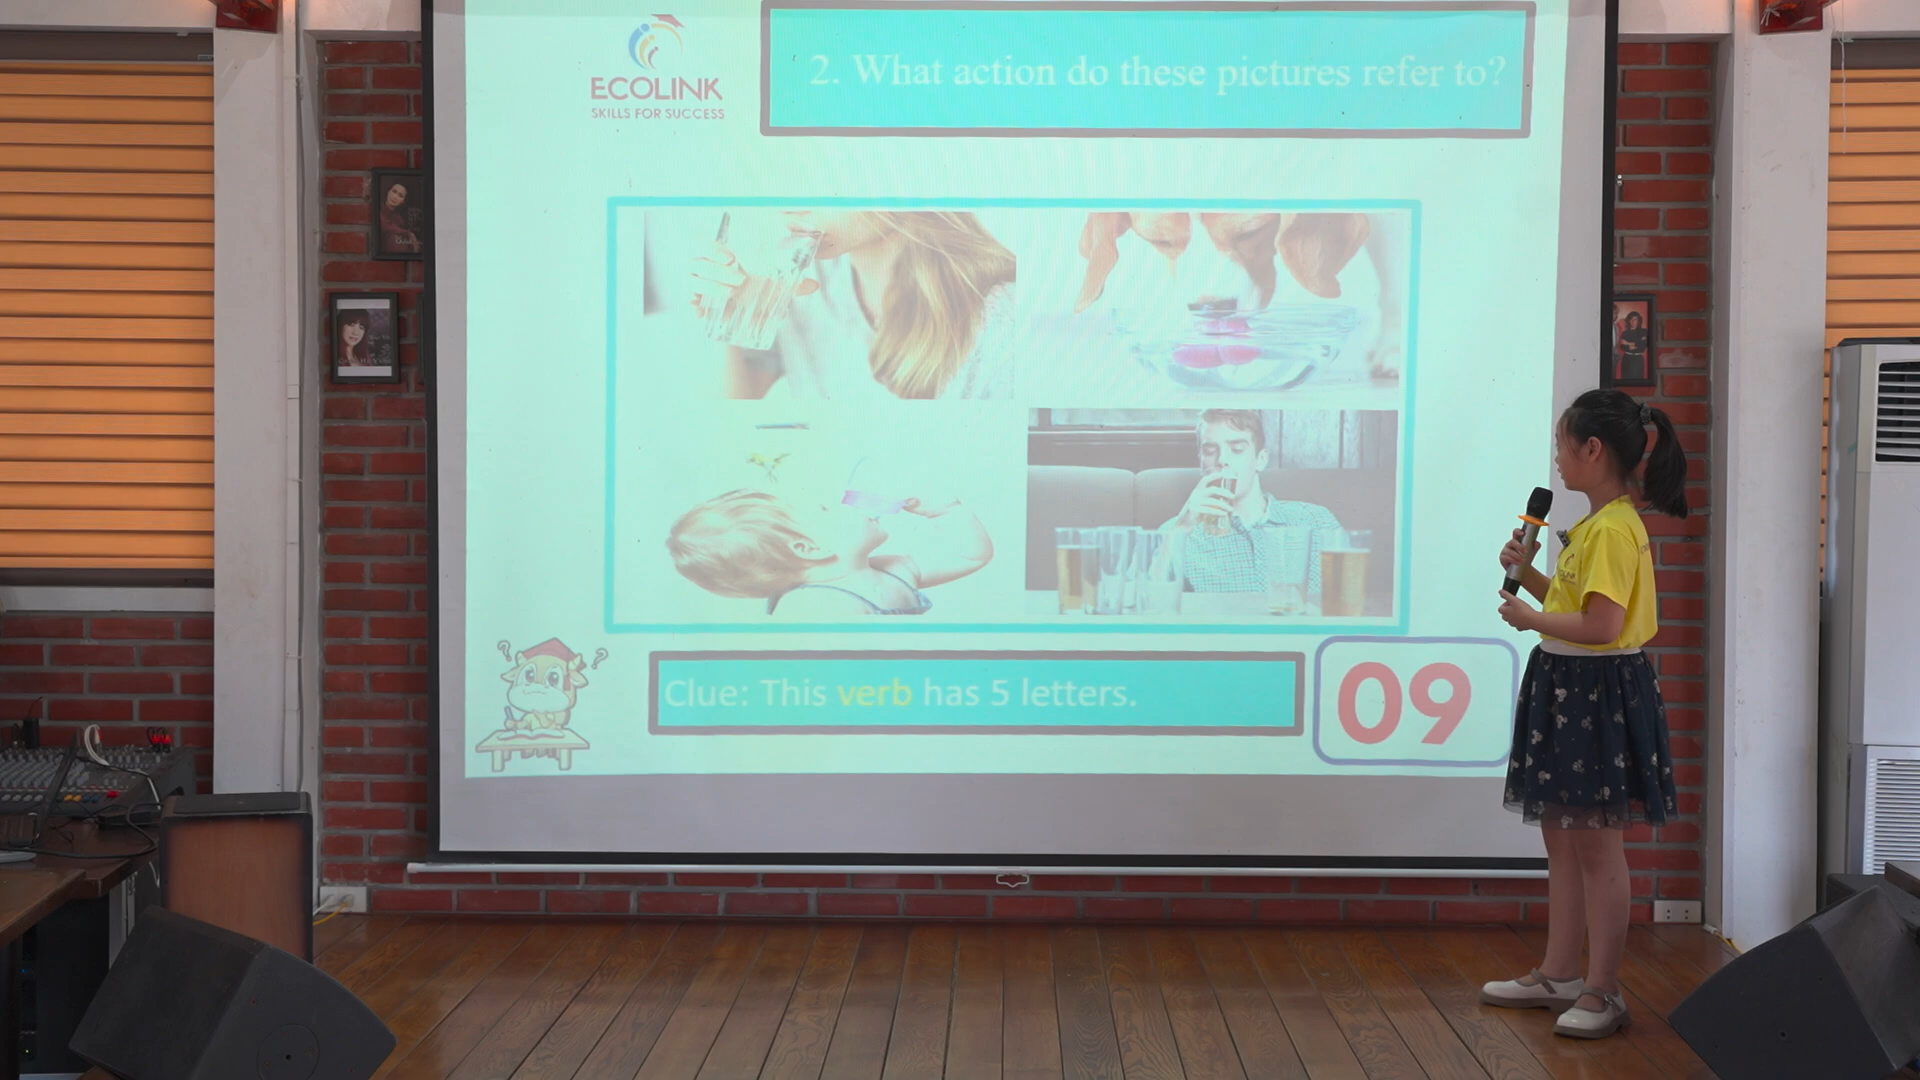 ECOLINK
SKILLS FOR SUCCESS
2. What action do these pictures refer to?
Clue: This verb has 5 letters.
09